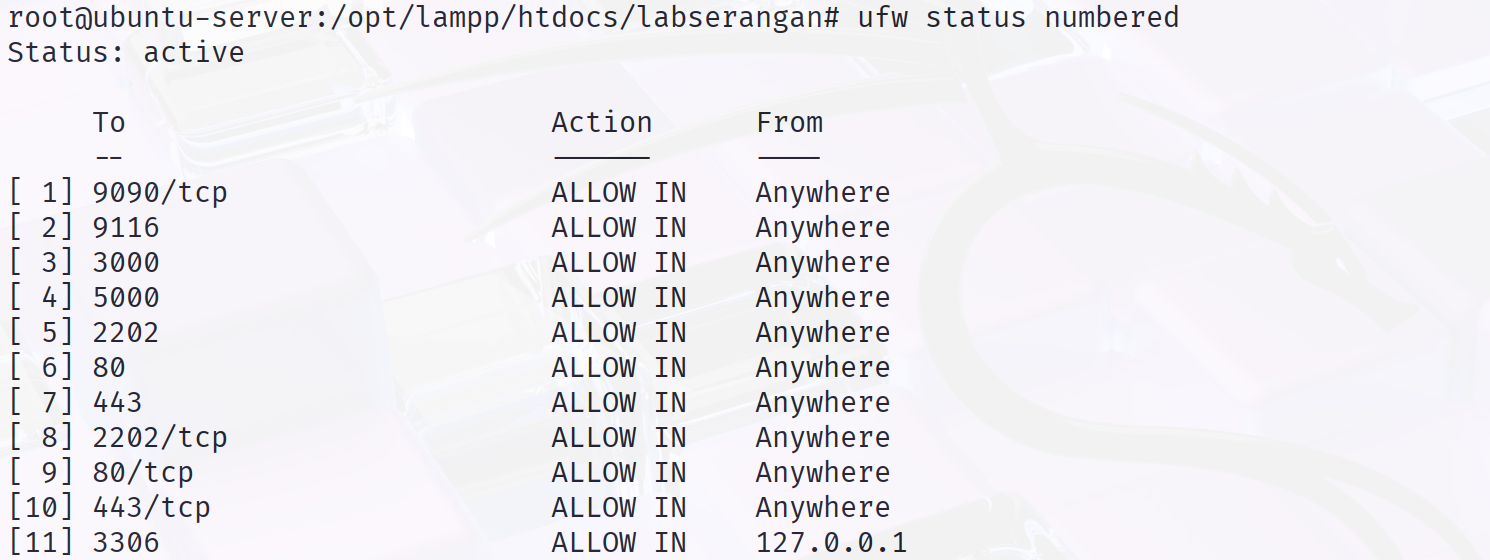 root@ubuntu-server:/opt/lampp/htdocs/labserangan# ufw status numbered
Status: active
To Action From
-- ------ ----
[ 1] 9090/tcp ALLOW IN Anywhere
[ 2] 9116 ALLOW IN Anywhere
[ 3] 3000 ALLOW IN Anywhere
[ 4] 5000 ALLOW IN Anywhere
[ 5] 2202 ALLOW IN Anywhere
[ 6] 80 ALLOW IN Anywhere
[ 7] 443 ALLOW IN Anywhere
[ 8] 2202/tcp ALLOW IN Anywhere
[ 9] 80/tcp ALLOW IN Anywhere
[10] 443/tcp ALLOW IN Anywhere
[11] 3306 ALLOW IN 127.0.0.1